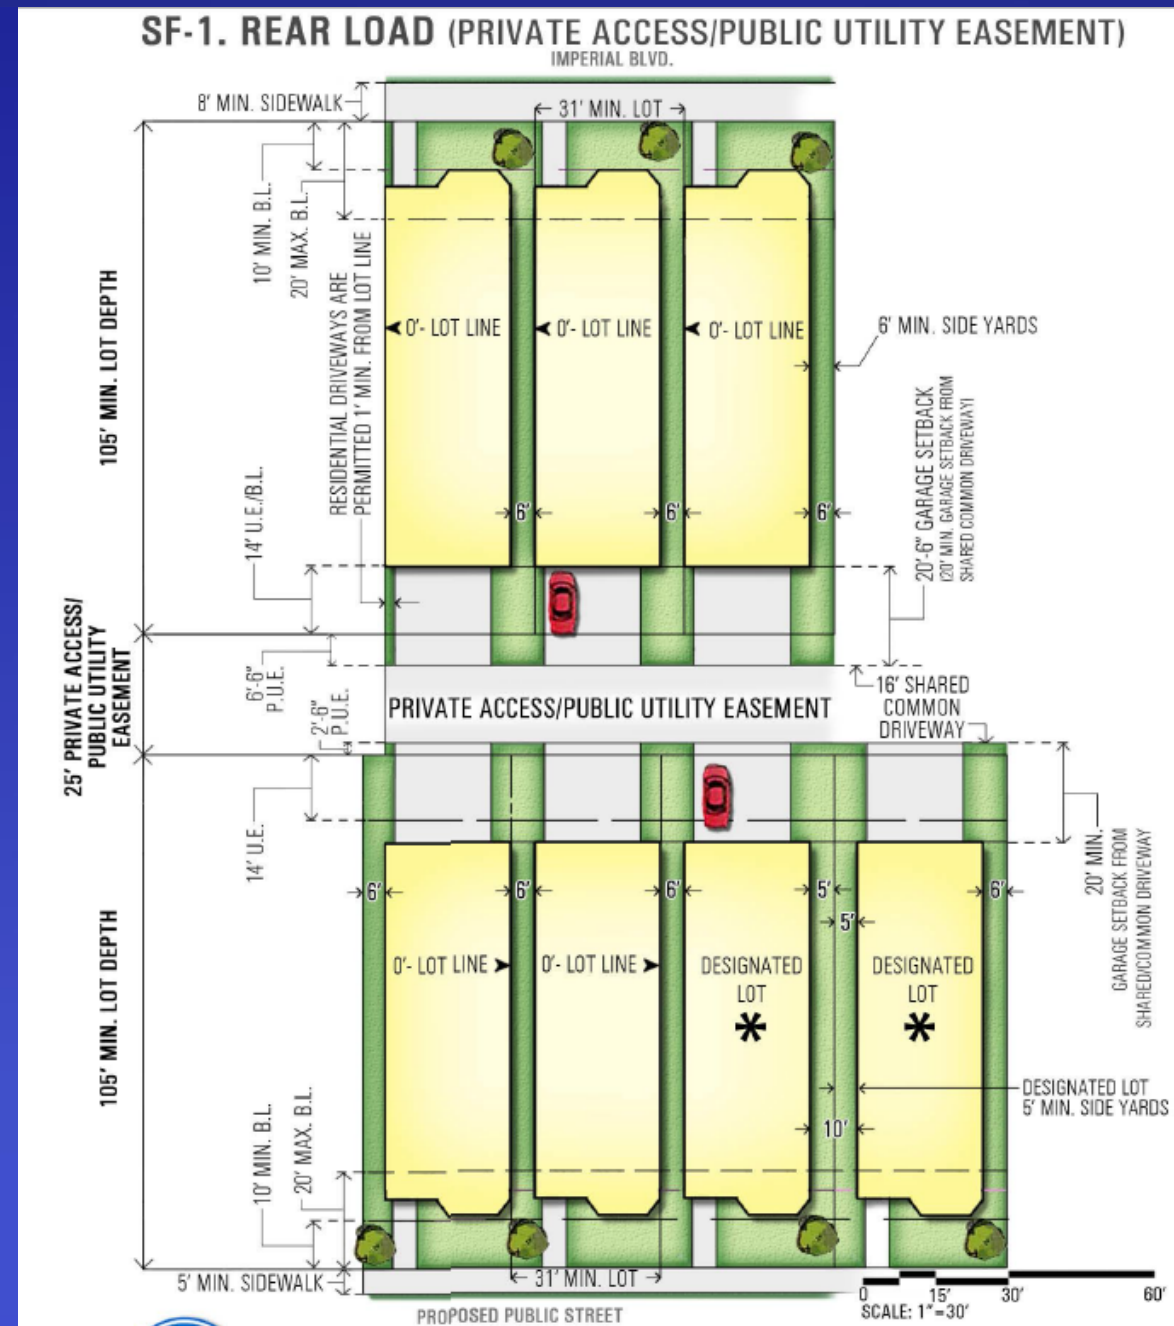 SF-1. REAR LOAD (PRIVATE ACCESS/PUBLIC UTILITY EASEMENT)
IMPERIAL BLVD.
8' MIN. SIDEWALK
31' MIN. LOT
10' MIN. B.L.
20' MAX. B.L.
RESIDENTIAL DRIVEWAYS ARE
PERMITTED 1' MIN. FROM LOT LINE
105' MIN. LOT DEPTH
0'- LOT LINE
0'- LOT LINE
0'- LOT LINE
6' MIN. SIDE YARDS
6'
6'
6'
20'-6" GARAGE SETBACK
(20' MIN. GARAGE SETBACK FROM
SHARED COMMON DRIVEWAY)
14' U.E./B.L.
25' PRIVATE ACCESS/
PUBLIC UTILITY
EASEMENT
6'-6"
P.U.E.
2'-6"
P.U.E.
PRIVATE ACCESS/PUBLIC UTILITY EASEMENT
16' SHARED
COMMON
DRIVEWAY
14' U.E.
20' MIN.
GARAGE SETBACK FROM
SHARED/COMMON DRIVEWAY
6'
6'
6'
5'
6'
5'
105' MIN. LOT DEPTH
0'- LOT LINE
0'- LOT LINE
DESIGNATED
LOT
*
DESIGNATED
LOT
*
DESIGNATED LOT
5' MIN. SIDE YARDS
10'
10' MIN. B.L.
20' MAX. B.L.
5' MIN. SIDEWALK
31' MIN. LOT
PROPOSED PUBLIC STREET
0 15' 30' 60'
SCALE: 1"=30'